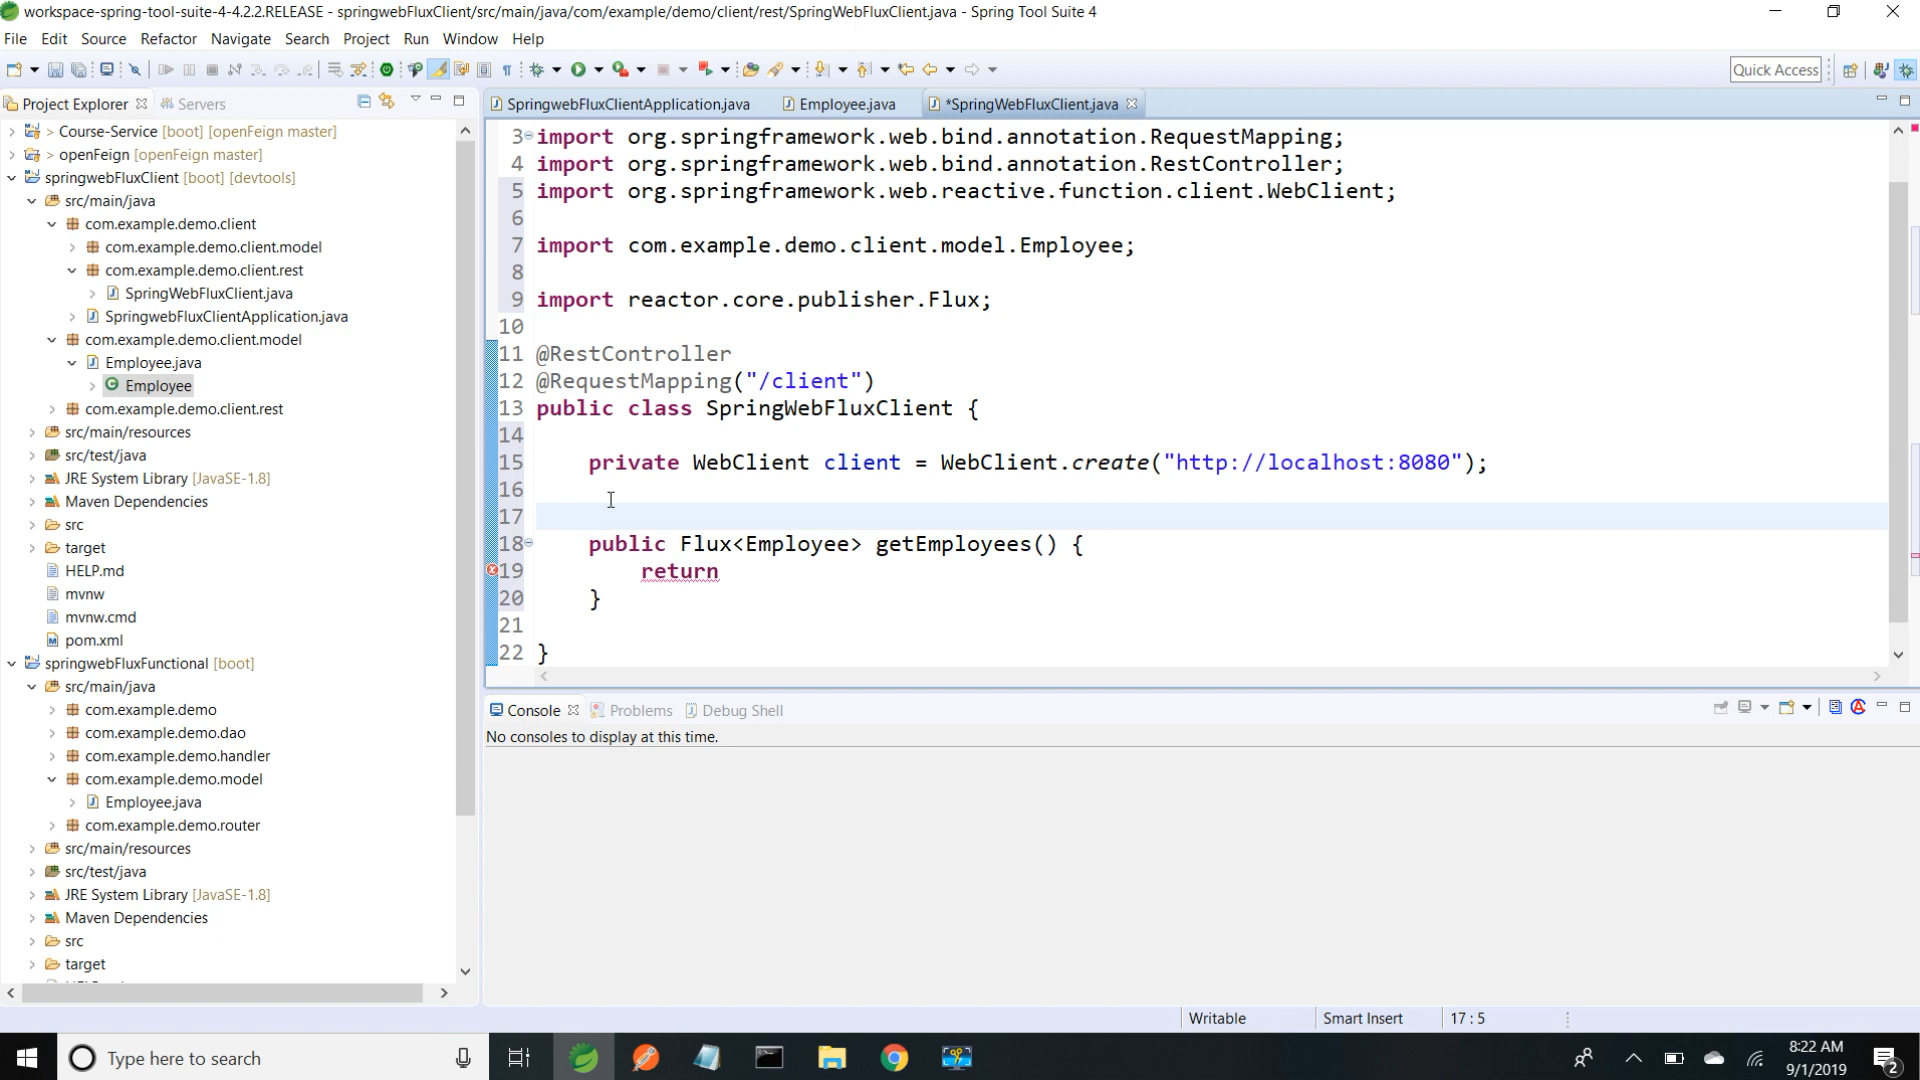 workspace-spring-tool-suite-4-4.2.2.RELEASE - springwebFluxClient/src/main/java/com/example/demo/client/rest/SpringWebFluxClient.java - Spring Tool Suite 4
File Edit Source Refactor Navigate Search Project Run Window Help
Quick Access
Project Explorer Servers
> Course-Service [boot] [openFeign master]
> openFeign [openFeign master]
springwebFluxClient [boot] [devtools]
src/main/java
com.example.demo.client
com.example.demo.client.model
com.example.demo.client.rest
SpringWebFluxClient.java
SpringwebFluxClientApplication.java
com.example.demo.client.model
Employee.java
Employee
com.example.demo.client.rest
src/main/resources
src/test/java
JRE System Library [JavaSE-1.8]
Maven Dependencies
src
target
HELP.md
mvnw
mvnw.cmd
pom.xml
springwebFluxFunctional [boot]
src/main/java
com.example.demo
com.example.demo.dao
com.example.demo.handler
com.example.demo.model
Employee.java
com.example.demo.router
src/main/resources
src/test/java
JRE System Library [JavaSE-1.8]
Maven Dependencies
src
target
SpringwebFluxClientApplication.java Employee.java *SpringWebFluxClient.java
3 import org.springframework.web.bind.annotation.RequestMapping;
4 import org.springframework.web.bind.annotation.RestController;
5 import org.springframework.web.reactive.function.client.WebClient;
6
7 import com.example.demo.client.model.Employee;
8
9 import reactor.core.publisher.Flux;
10
11 @RestController
12 @RequestMapping("/client")
13 public class SpringWebFluxClient {
14
15 private WebClient client = WebClient.create("http://localhost:8080");
16
17
18 public Flux<Employee> getEmployees() {
19 return
20 }
21
22 }
Console Problems Debug Shell
No consoles to display at this time.
Writable Smart Insert 17 : 5
Type here to search
8:22 AM
9/1/2019
2